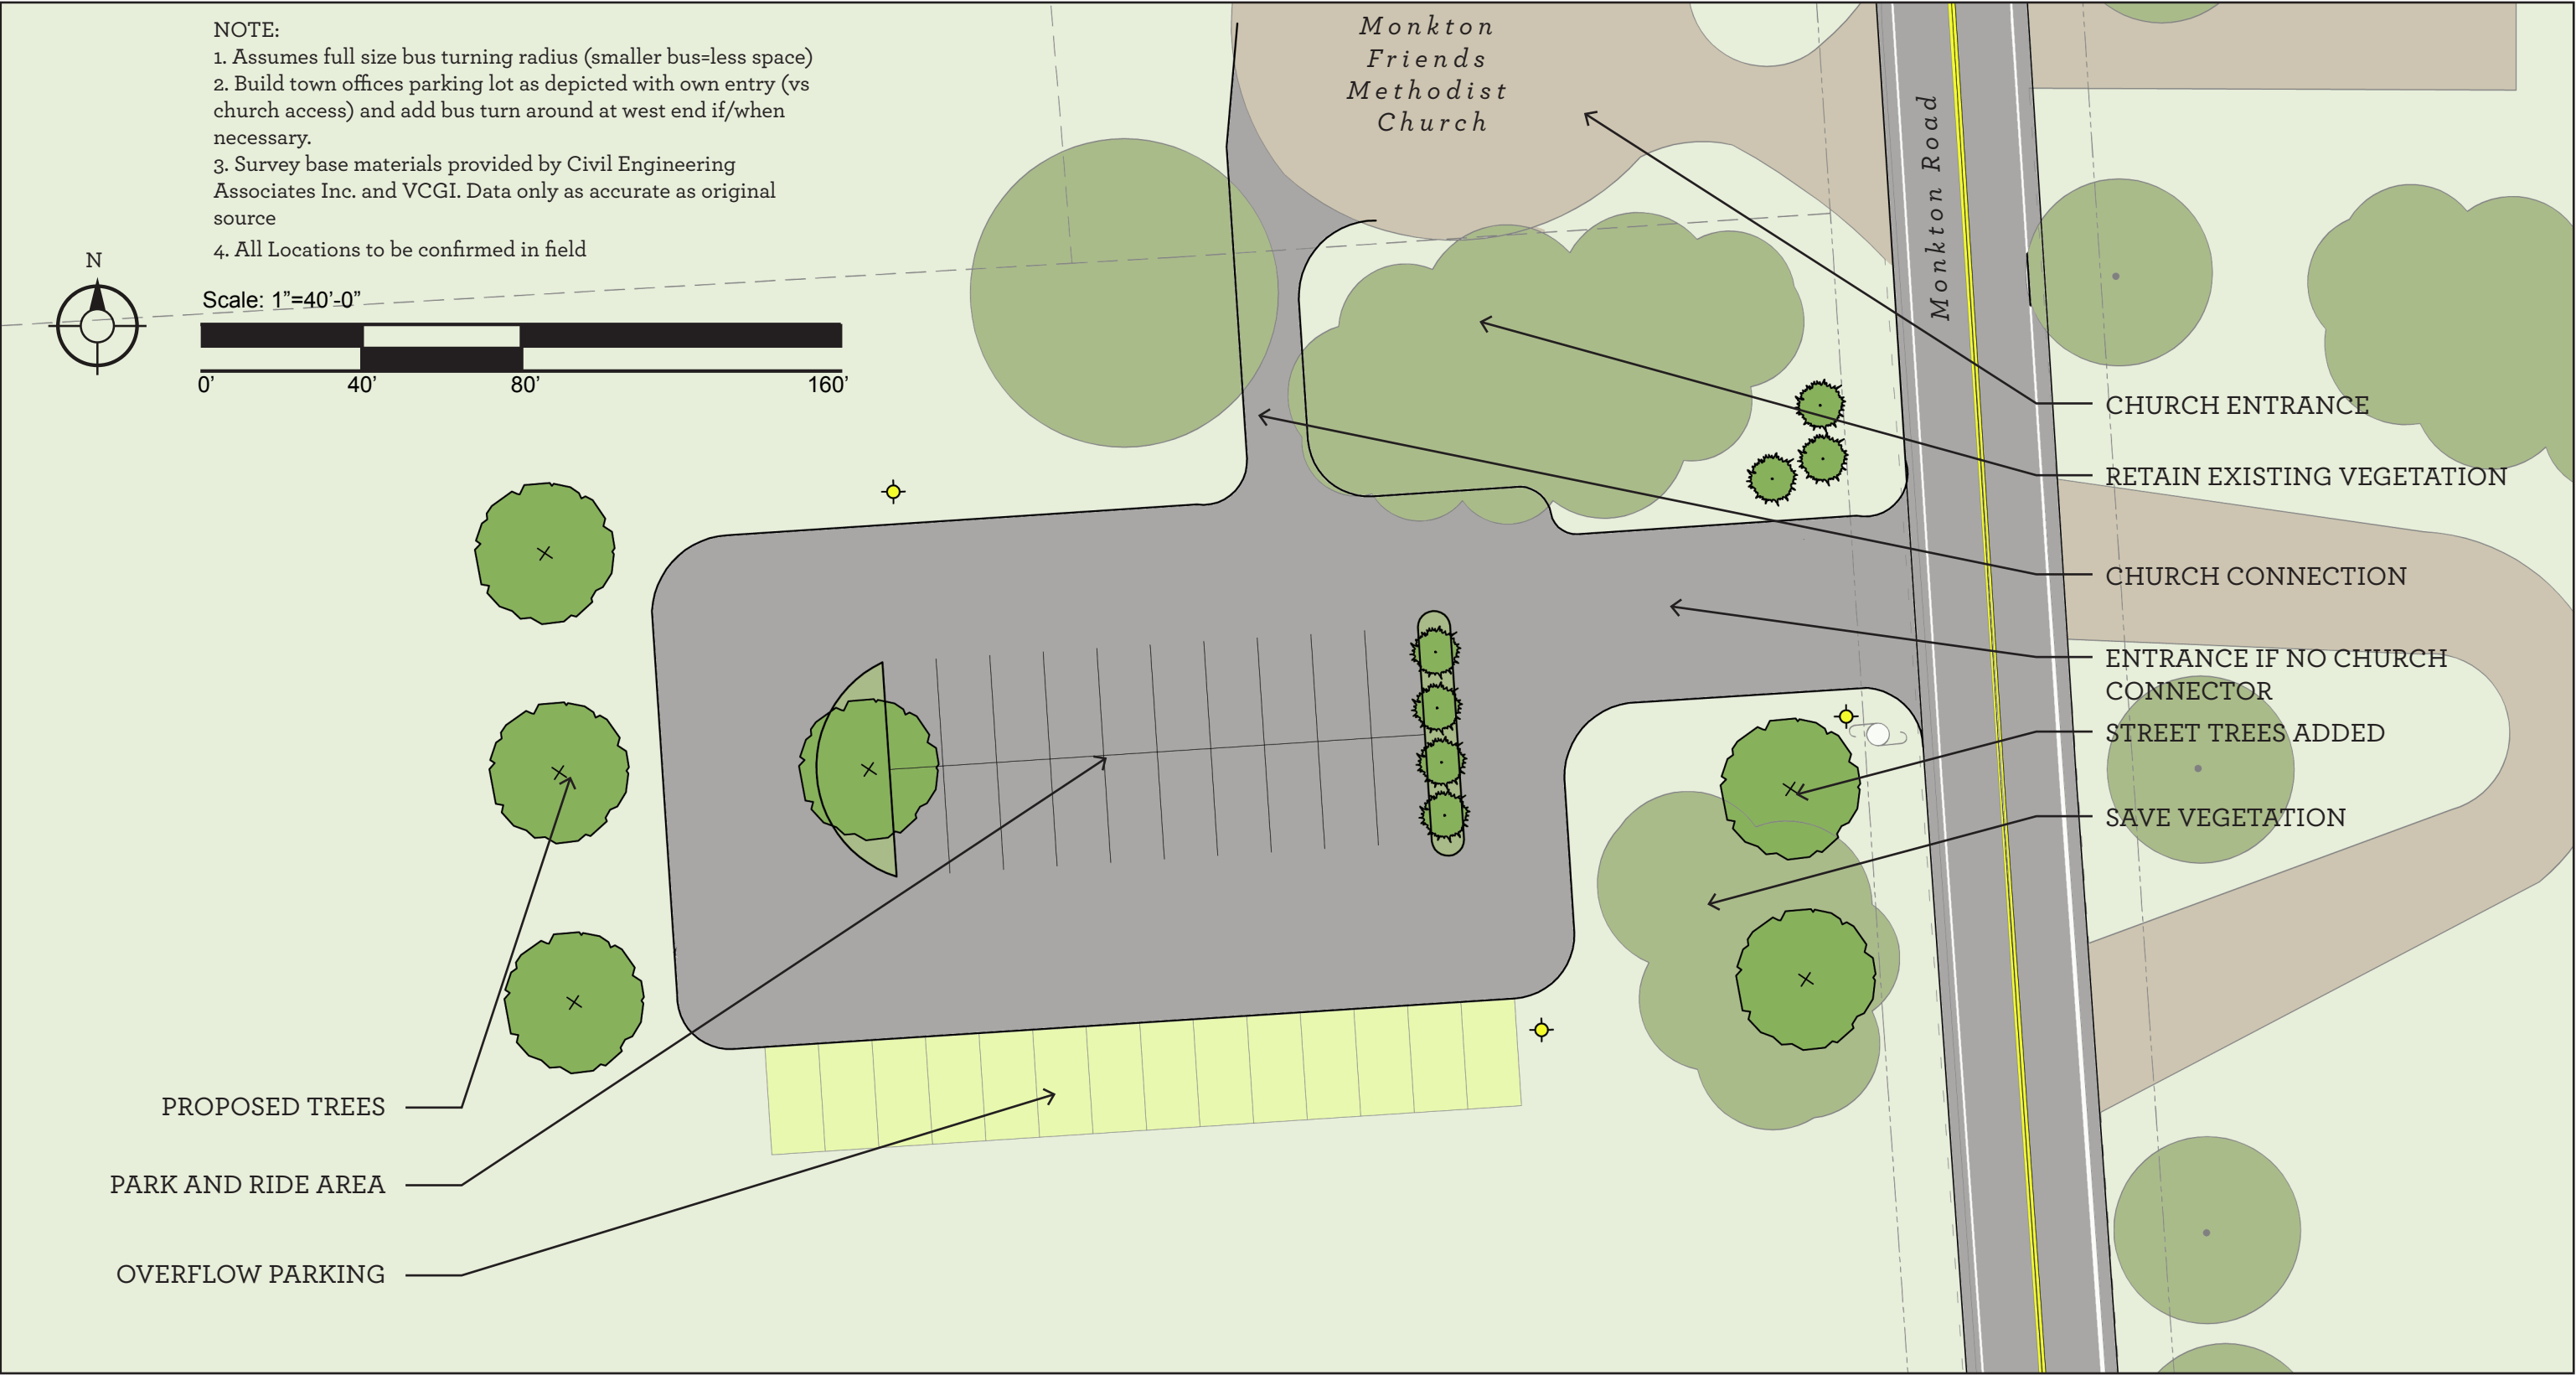 NOTE:
1. Assumes full size bus turning radius (smaller bus=less space)
2. Build town offices parking lot as depicted with own entry (vs
church access) and add bus turn around at west end if/when
necessary.
3. Survey base materials provided by Civil Engineering
Associates Inc. and VCGI. Data only as accurate as original
source
4. All Locations to be confirmed in field
N
Scale: 1”=40’-0”
0’ 40’ 80’ 160’
Monkton
Friends
Methodist
Church
Monkton Road
CHURCH ENTRANCE
RETAIN EXISTING VEGETATION
CHURCH CONNECTION
ENTRANCE IF NO CHURCH
CONNECTOR
STREET TREES ADDED
SAVE VEGETATION
PROPOSED TREES
PARK AND RIDE AREA
OVERFLOW PARKING